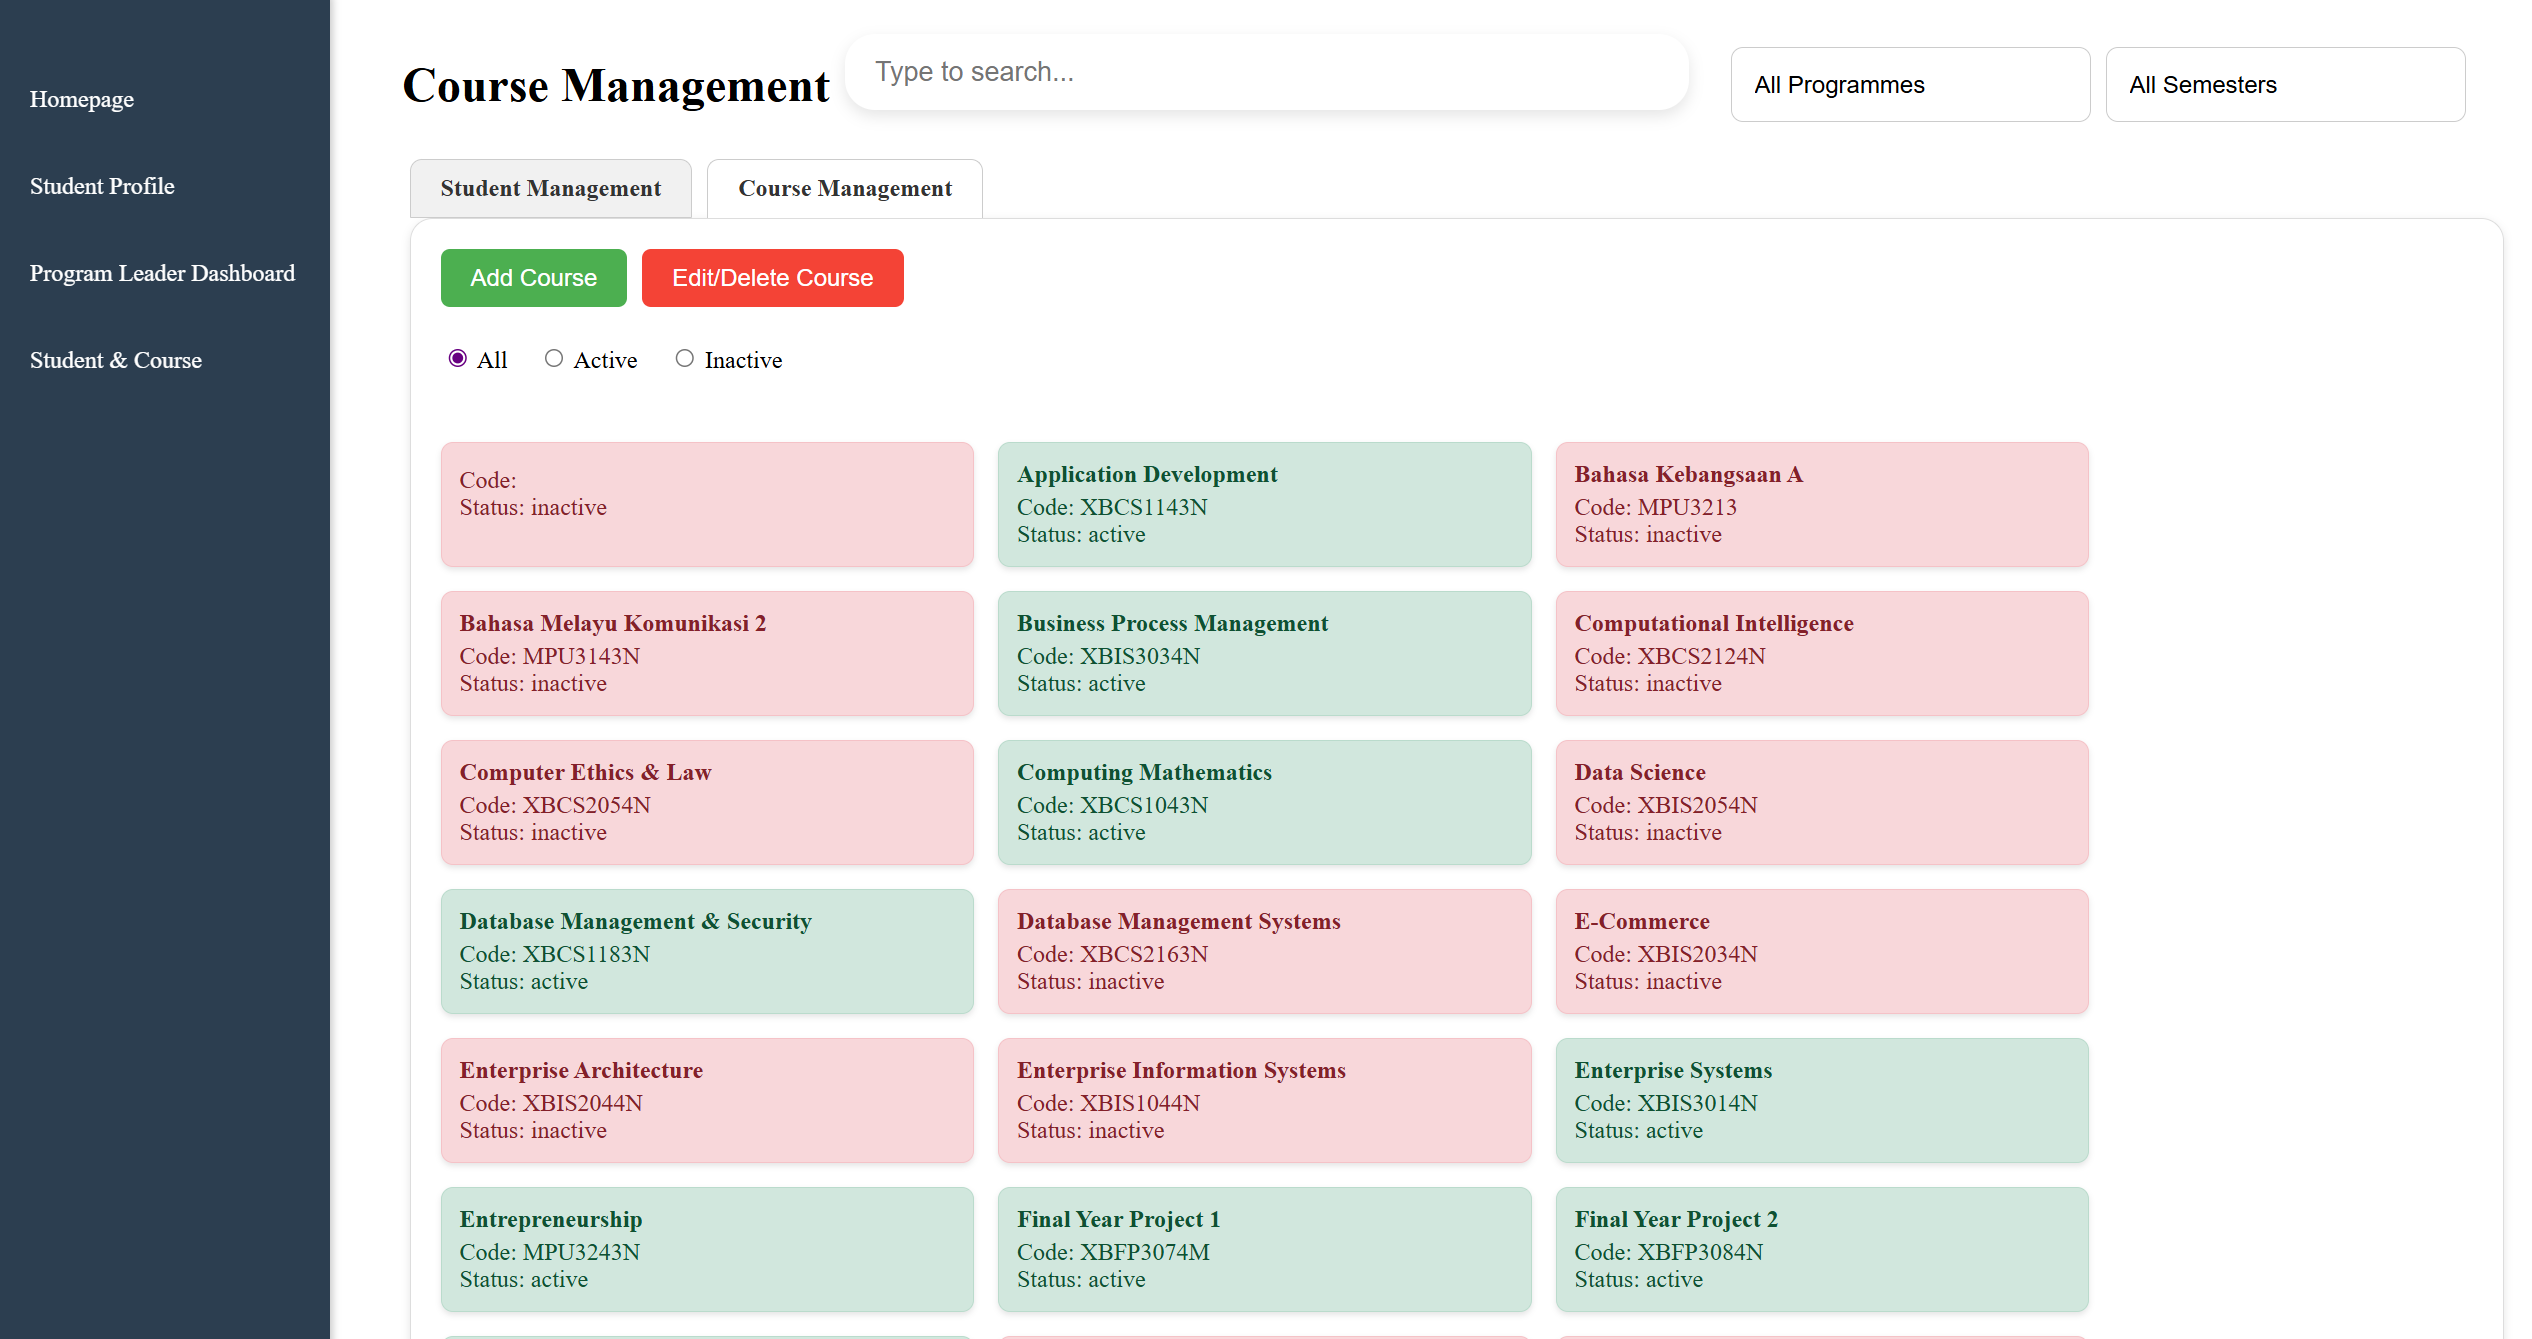 Homepage
Student Profile
Program Leader Dashboard
Student & Course
Course Management
Type to search...
All Programmes
All Semesters
Student Management
Course Management
Add Course
Edit/Delete Course
All
Active
Inactive
Code:
Status: inactive
Application Development
Code: XBCS1143N
Status: active
Bahasa Kebangsaan A
Code: MPU3213
Status: inactive
Bahasa Melayu Komunikasi 2
Code: MPU3143N
Status: inactive
Business Process Management
Code: XBIS3034N
Status: active
Computational Intelligence
Code: XBCS2124N
Status: inactive
Computer Ethics & Law
Code: XBCS2054N
Status: inactive
Computing Mathematics
Code: XBCS1043N
Status: active
Data Science
Code: XBIS2054N
Status: inactive
Database Management & Security
Code: XBCS1183N
Status: active
Database Management Systems
Code: XBCS2163N
Status: inactive
E-Commerce
Code: XBIS2034N
Status: inactive
Enterprise Architecture
Code: XBIS2044N
Status: inactive
Enterprise Information Systems
Code: XBIS1044N
Status: inactive
Enterprise Systems
Code: XBIS3014N
Status: active
Entrepreneurship
Code: MPU3243N
Status: active
Final Year Project 1
Code: XBFP3074M
Status: active
Final Year Project 2
Code: XBFP3084N
Status: active